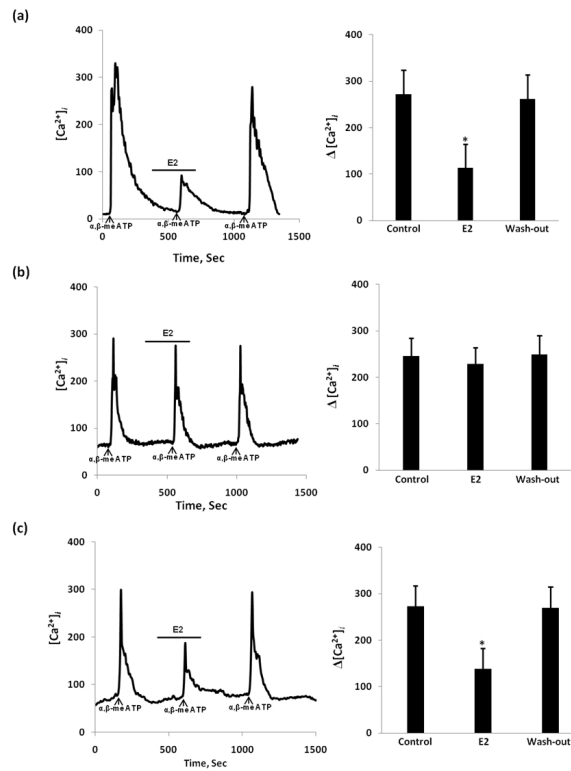 (a)
400
300
200
100
0
[Ca²⁺]ᵢ
E2
α,β-meATP
α,β-meATP
α,β-meATP
0
500
1000
1500
Time, Sec
400
300
200
100
0
Δ [Ca²⁺]ᵢ
*
Control
E2
Wash-out
(b)
400
300
200
100
0
[Ca²⁺]ᵢ
E2
α,β-meATP
α,β-meATP
α,β-meATP
0
500
1000
1500
Time, Sec
400
300
200
100
0
Δ [Ca²⁺]ᵢ
Control
E2
Wash-out
(c)
400
300
200
100
0
[Ca²⁺]ᵢ
E2
α,β-meATP
α,β-meATP
α,β-meATP
0
500
1000
1500
Time, Sec
400
300
200
100
0
Δ[Ca²⁺]ᵢ
*
Control
E2
Wash-out